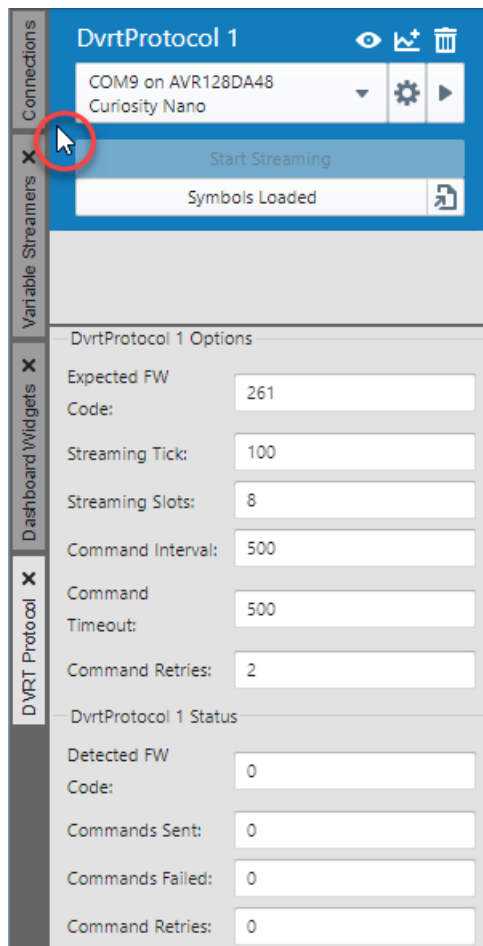 Connections
Variable Streamers
Dashboard Widgets
DVRT Protocol
DvrtProtocol 1
COM9 on AVR128DA48
Curiosity Nano
Start Streaming
Symbols Loaded
DvrtProtocol 1 Options
Expected FW
Code:
261
Streaming Tick:
100
Streaming Slots:
8
Command Interval:
500
Command
Timeout:
500
Command Retries:
2
DvrtProtocol 1 Status
Detected FW
Code:
0
Commands Sent:
0
Commands Failed:
0
Command Retries:
0